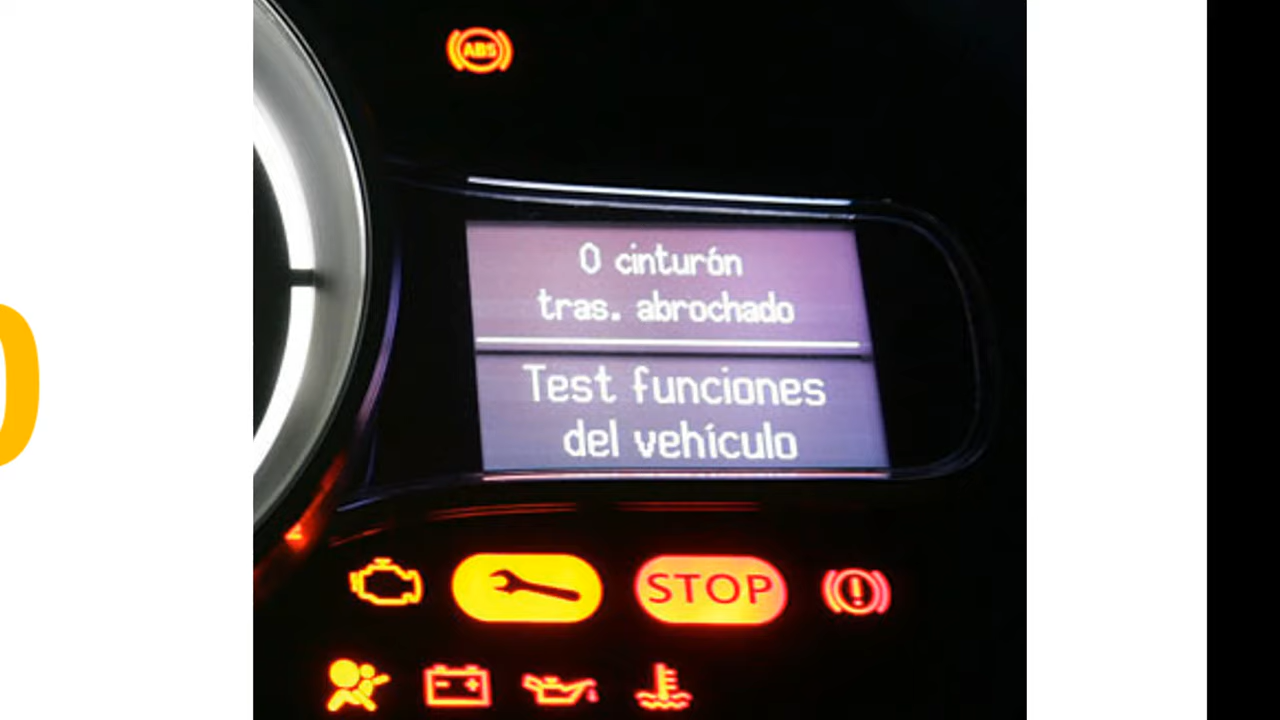 ABS
0 cinturón
tras. abrochado
Test funciones
del vehículo
STOP